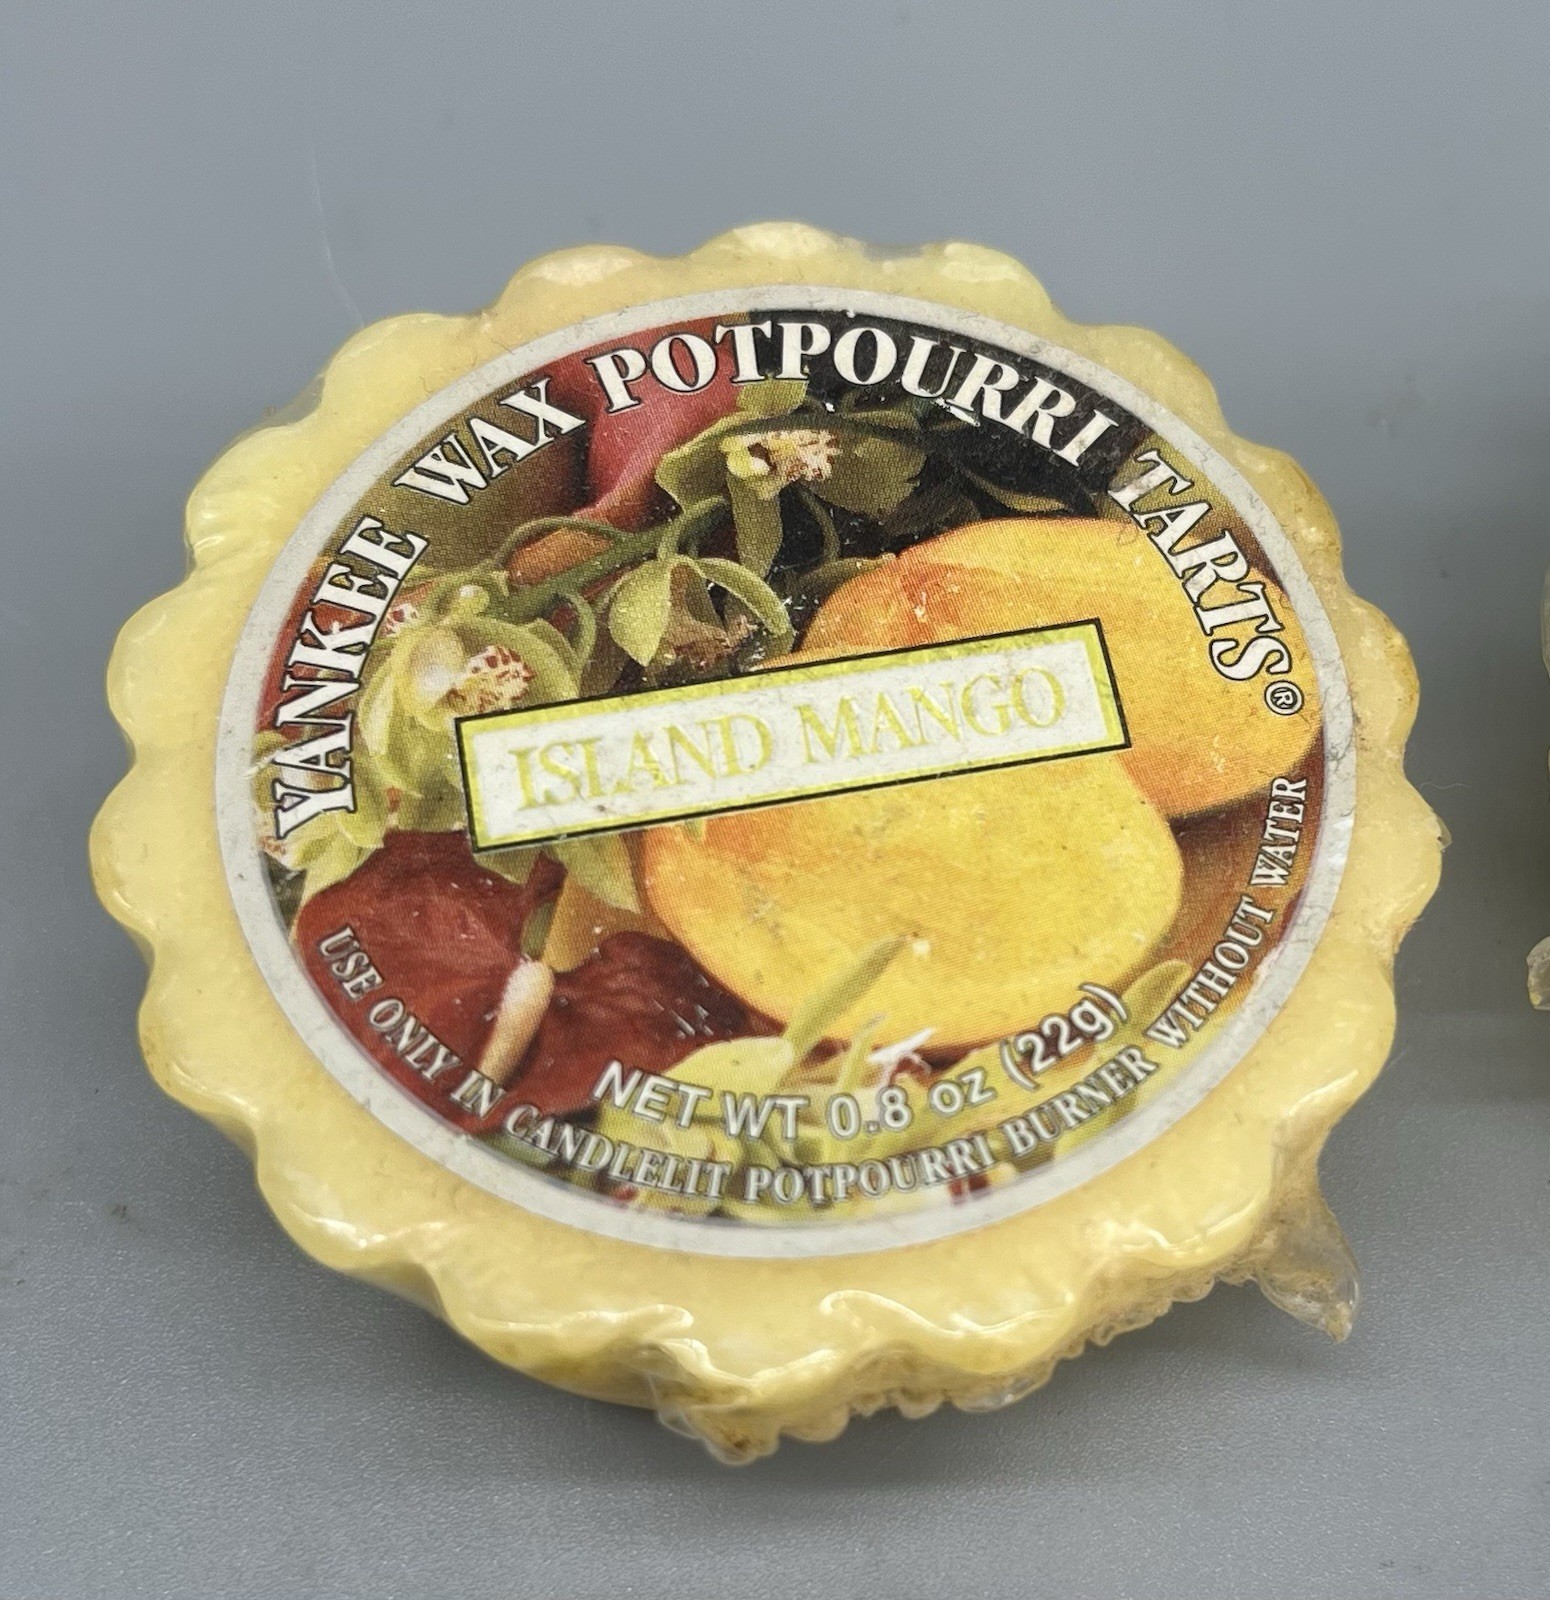 YANKEE WAX POTPOURRI TARTS®
ISLAND MANGO
NET WT 0.8 oz (22g)
USE ONLY IN CANDLELIT POTPOURRI BURNER WITHOUT WATER